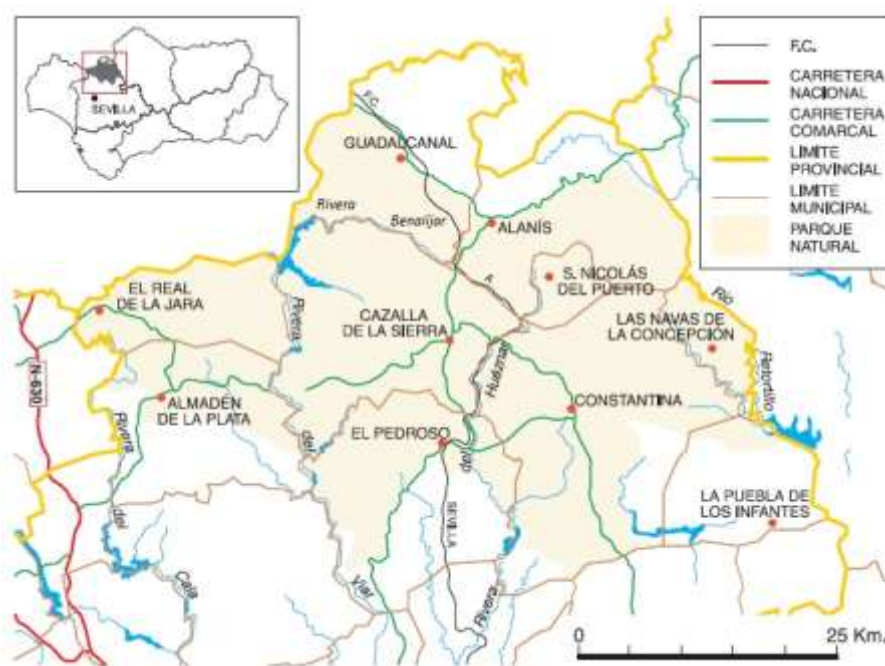 SEVILLA
F.C.
CARRETERA
NACIONAL
CARRETERA
COMARCAL
LIMITE
PROVINCIAL
LIMITE
MUNICIPAL
PARQUE
NATURAL
F.C.
GUADALCANAL
Rivera
Benalijar
ALANÍS
A.
S. NICOLÁS
DEL PUERTO
EL REAL
DE LA JARA
Rivera
CAZALLA
DE LA SIERRA
Río
LAS NAVAS DE
LA CONCEPCIÓN
Retortillo
N-630
Huéznar
ALMADÉN
DE LA PLATA
Rivera
CONSTANTINA
EL PEDROSO
del
del
LA PUEBLA DE
LOS INFANTES
SEVILLA
del
Cala
Viar
Rivera
0
25 Km.